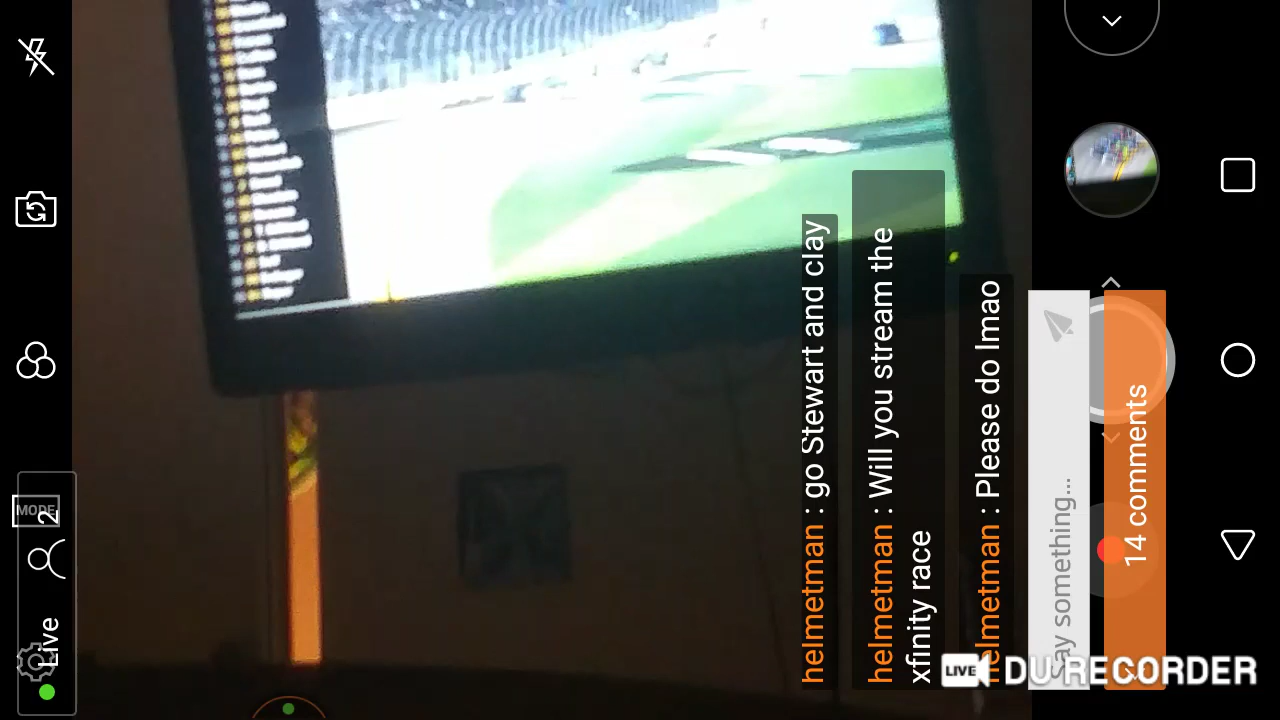 helmetman : go Stewart and clay
helmetman : Will you stream the
xfinity race
helmetman : Please do lmao
Say something...
14 comments
MODE
2
Live
LIVE
DU RECORDER